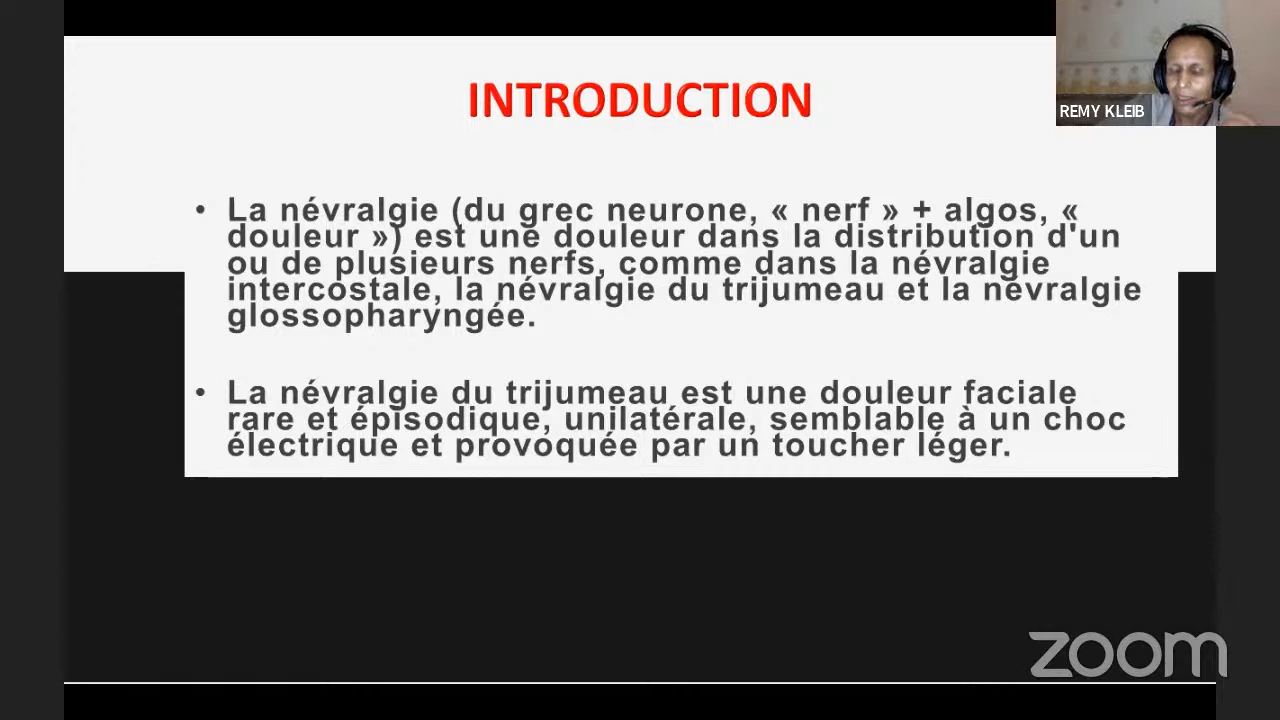 INTRODUCTION
REMY KLEIB
• La névralgie (du grec neurone, « nerf » + algos, «
douleur ») est une douleur dans la distribution d'un
ou de plusieurs nerfs, comme dans la névralgie
intercostale, la névralgie du trijumeau et la névralgie
glossopharyngée.
• La névralgie du trijumeau est une douleur faciale
rare et épisodique, unilatérale, semblable à un choc
électrique et provoquée par un toucher léger.
zoom